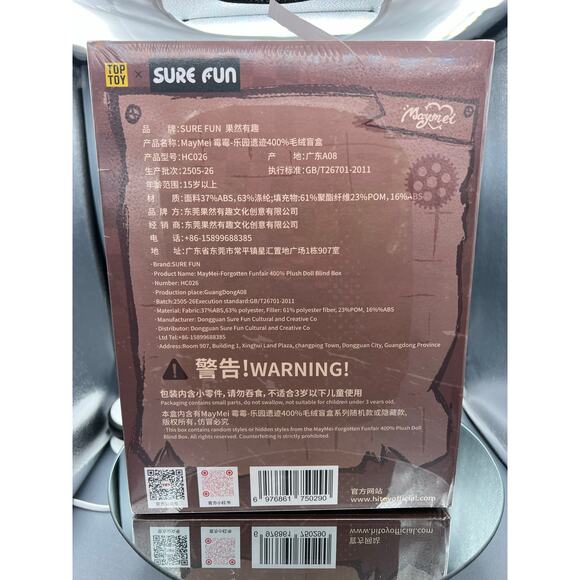 TOP TOY × SURE FUN
Maymei
品 牌:SURE FUN 果然有趣
产品名称:MayMei 霉霉-乐园遗迹400%毛绒盲盒
产品型号:HC026 产 地:广东A08
生产批次:2505-26 执行标准:GB/T26701-2011
年龄范围:15岁以上
材 质:面料37%ABS,63%涤纶;填充物:61%聚酯纤维23%POM,16%ABS
品 牌 方:东莞果然有趣文化创意有限公司
经 销 商:东莞果然有趣文化创意有限公司
电 话:+86-15899688385
地 址:广东省东莞市常平镇星汇置地广场1栋907室
·Brand:SURE FUN
·Product Name: MayMei-Forgotten Funfair 400% Plush Doll Blind Box
·Number: HC026
·Production place:GuangDongA08
·Batch:2505-26Execution standard:GB/T26701-2011
·Material: Fabric:37%ABS,63% polyester, Filler: 61% polyester fiber, 23%POM, 16%%ABS
·Manufacturer: Dongguan Sure Fun Cultural and Creative Co
·Distributor: Dongguan Sure Fun Cultural and Creative Co
·Ltd Tel:+86-15899688385
·Address:Room 907, Building 1, Xinghui Land Plaza, changping Town, Dongguan City, Guangdong Province
警告!WARNING!
包装内含小零件,请勿吞食,不适合3岁以下儿童使用
Packaging contains small parts, do not swallow, not suitable for children under 3 years old.
本盒内含有MayMei 霉霉-乐园遗迹400%毛绒盲盒系列随机款或隐藏款,
版权所有,仿冒必究
·This box contains random styles or hidden styles from the MayMei-Forgotten Funfair 400% Plush Doll
Blind Box. All rights reserved. Counterfeiting is strictly prohibited.
官方公众号 官方小红书 6 976861 750290
官方网站
www.hitoyofficial.com